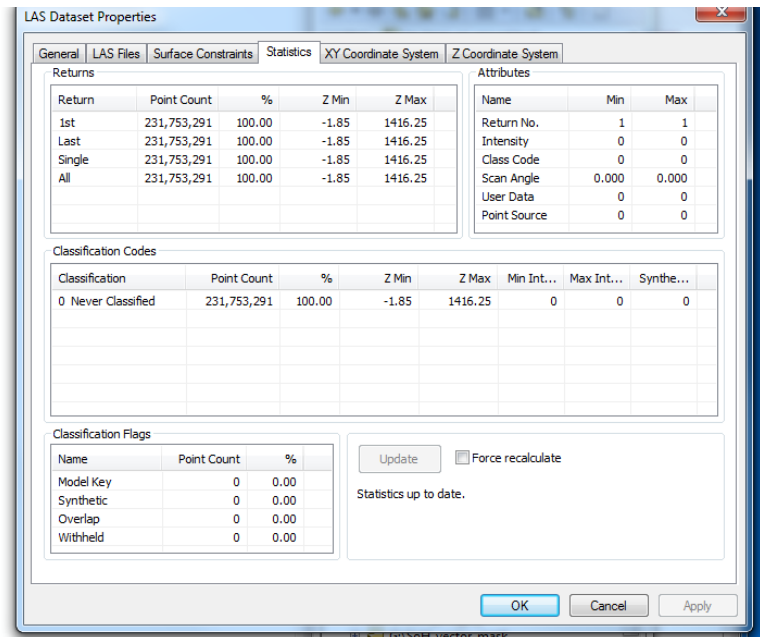 LAS Dataset Properties
General LAS Files Surface Constraints Statistics XY Coordinate System Z Coordinate System
Returns
Return Point Count % Z Min Z Max
1st 231,753,291 100.00 -1.85 1416.25
Last 231,753,291 100.00 -1.85 1416.25
Single 231,753,291 100.00 -1.85 1416.25
All 231,753,291 100.00 -1.85 1416.25
Attributes
Name Min Max
Return No. 1 1
Intensity 0 0
Class Code 0 0
Scan Angle 0.000 0.000
User Data 0 0
Point Source 0 0
Classification Codes
Classification Point Count % Z Min Z Max Min Int... Max Int... Synthe...
0 Never Classified 231,753,291 100.00 -1.85 1416.25 0 0 0
Classification Flags
Name Point Count %
Model Key 0 0.00
Synthetic 0 0.00
Overlap 0 0.00
Withheld 0 0.00
Update Force recalculate
Statistics up to date.
OK Cancel Apply